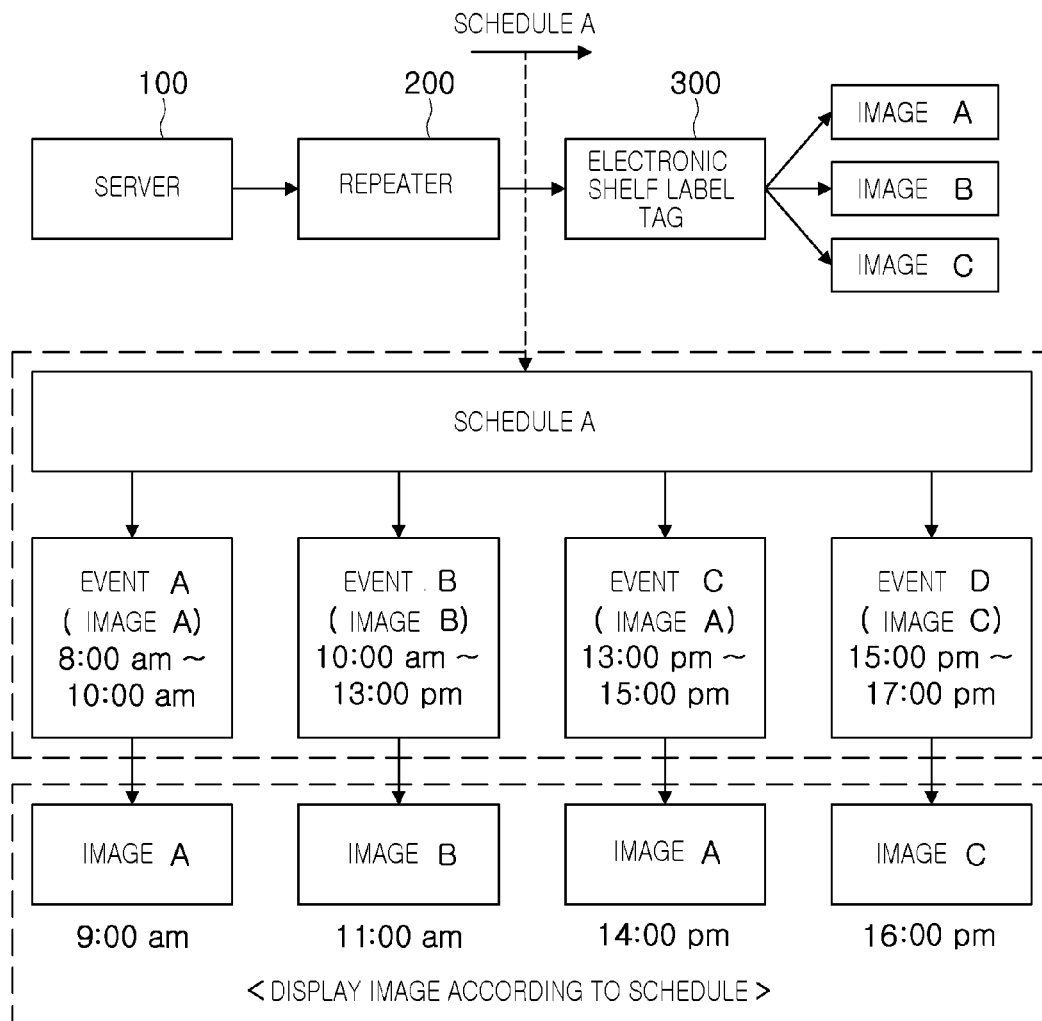 SCHEDULE A
100
200
300
SERVER
REPEATER
ELECTRONIC
SHELF LABEL
TAG
IMAGE A
IMAGE B
IMAGE C
SCHEDULE A
EVENT A
( IMAGE A)
8:00 am ~
10:00 am
EVENT . B
( IMAGE B)
10:00 am ~
13:00 pm
EVENT C
( IMAGE A)
13:00 pm ~
15:00 pm
EVENT D
( IMAGE C)
15:00 pm ~
17:00 pm
IMAGE A
IMAGE B
IMAGE A
IMAGE C
9:00 am
11:00 am
14:00 pm
16:00 pm
< DISPLAY IMAGE ACCORDING TO SCHEDULE >